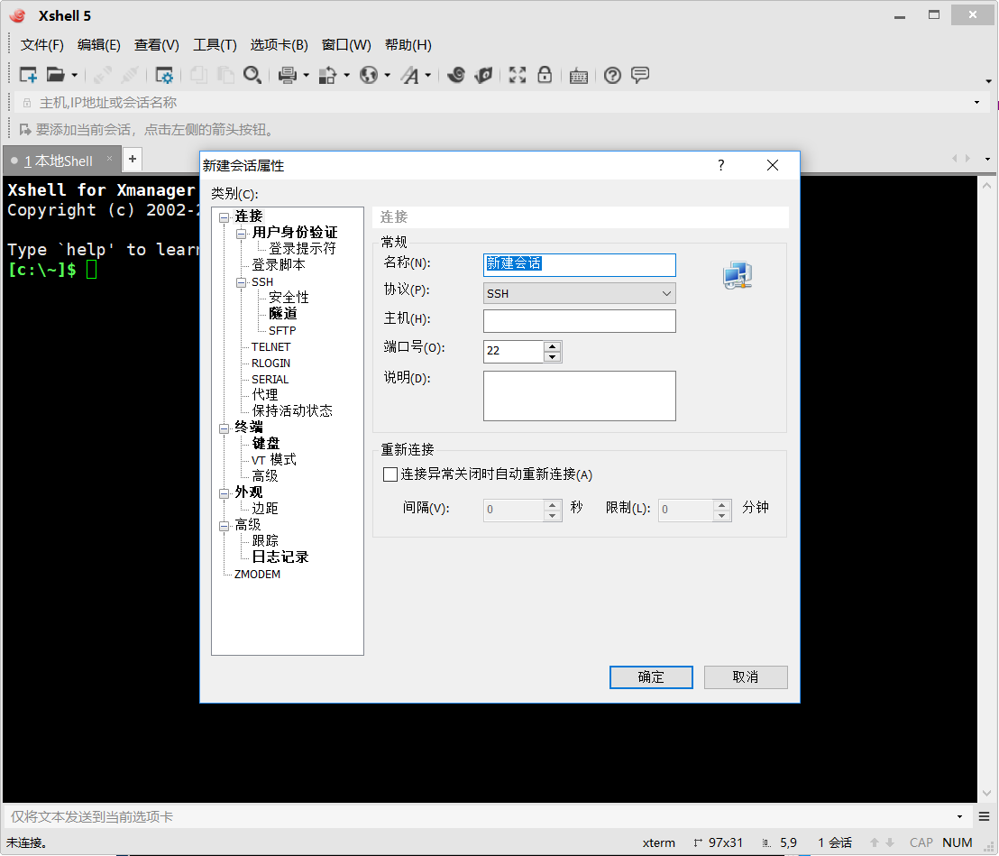 Xshell 5
文件(F) 编辑(E) 查看(V) 工具(T) 选项卡(B) 窗口(W) 帮助(H)
主机,IP地址或会话名称
要添加当前会话，点击左侧的箭头按钮。
1 本地Shell × +
Xshell for Xmanager
Copyright (c) 2002-
Type `help' to learn
[c:\~]$
新建会话属性 ?
类别(C):
连接
用户身份验证
登录提示符
登录脚本
SSH
安全性
隧道
SFTP
TELNET
RLOGIN
SERIAL
代理
保持活动状态
终端
键盘
VT 模式
高级
外观
边距
高级
跟踪
日志记录
ZMODEM
连接
常规
名称(N): 新建会话
协议(P): SSH
主机(H):
端口号(O): 22
说明(D):
重新连接
连接异常关闭时自动重新连接(A)
间隔(V): 0 秒 限制(L): 0 分钟
确定 取消
仅将文本发送到当前选项卡
未连接。 xterm 97x31 5,9 1 会话 CAP NUM